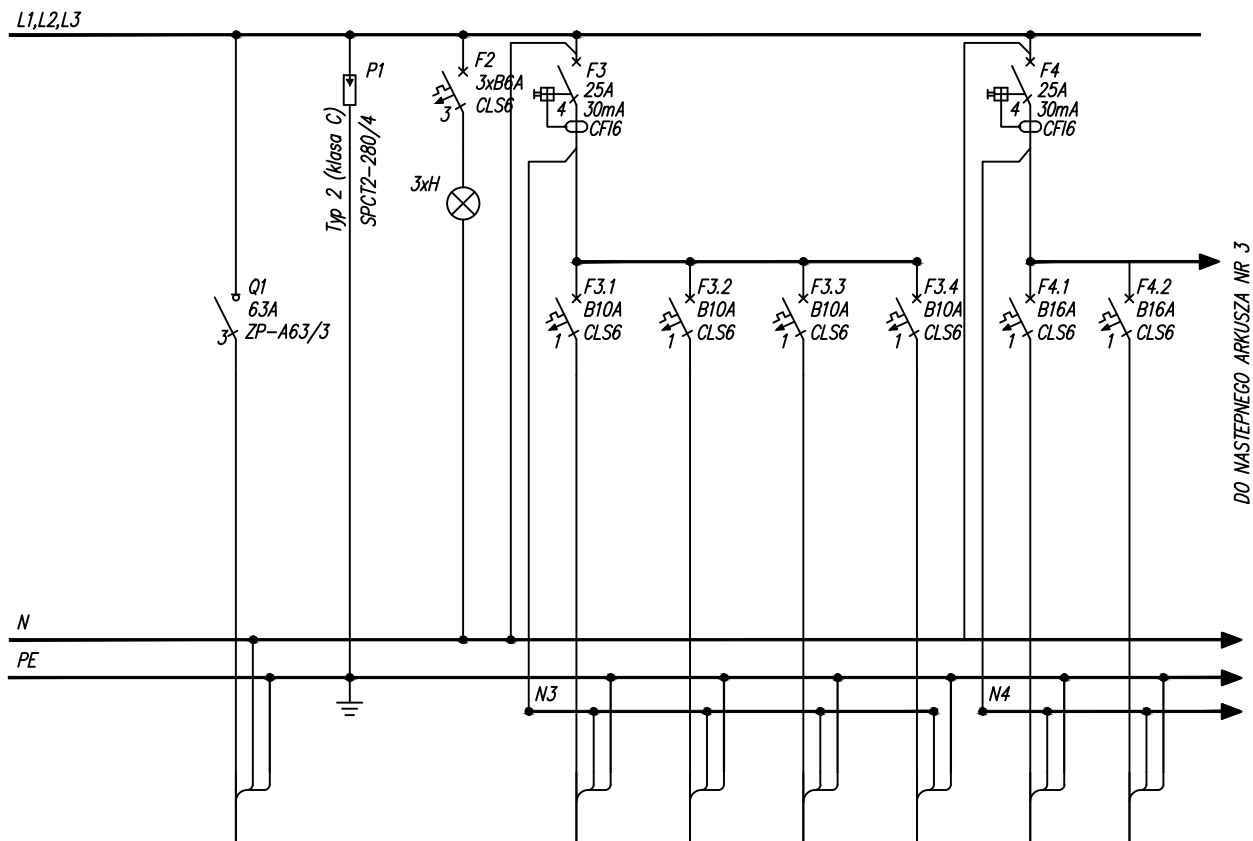 L1,L2,L3
P1
Typ 2 (klasa C)
SPCT2-280/4
F2
3xB6A
CLS6
3
3xH
F3
25A
4 30mA
CFI6
F4
25A
4 30mA
CFI6
Q1
63A
3 ZP-A63/3
F3.1
B10A
1 CLS6
F3.2
B10A
1 CLS6
F3.3
B10A
1 CLS6
F3.4
B10A
1 CLS6
F4.1
B16A
1 CLS6
F4.2
B16A
1 CLS6
DO NASTEPNEGO ARKUSZA NR 3
N
PE
N3
N4